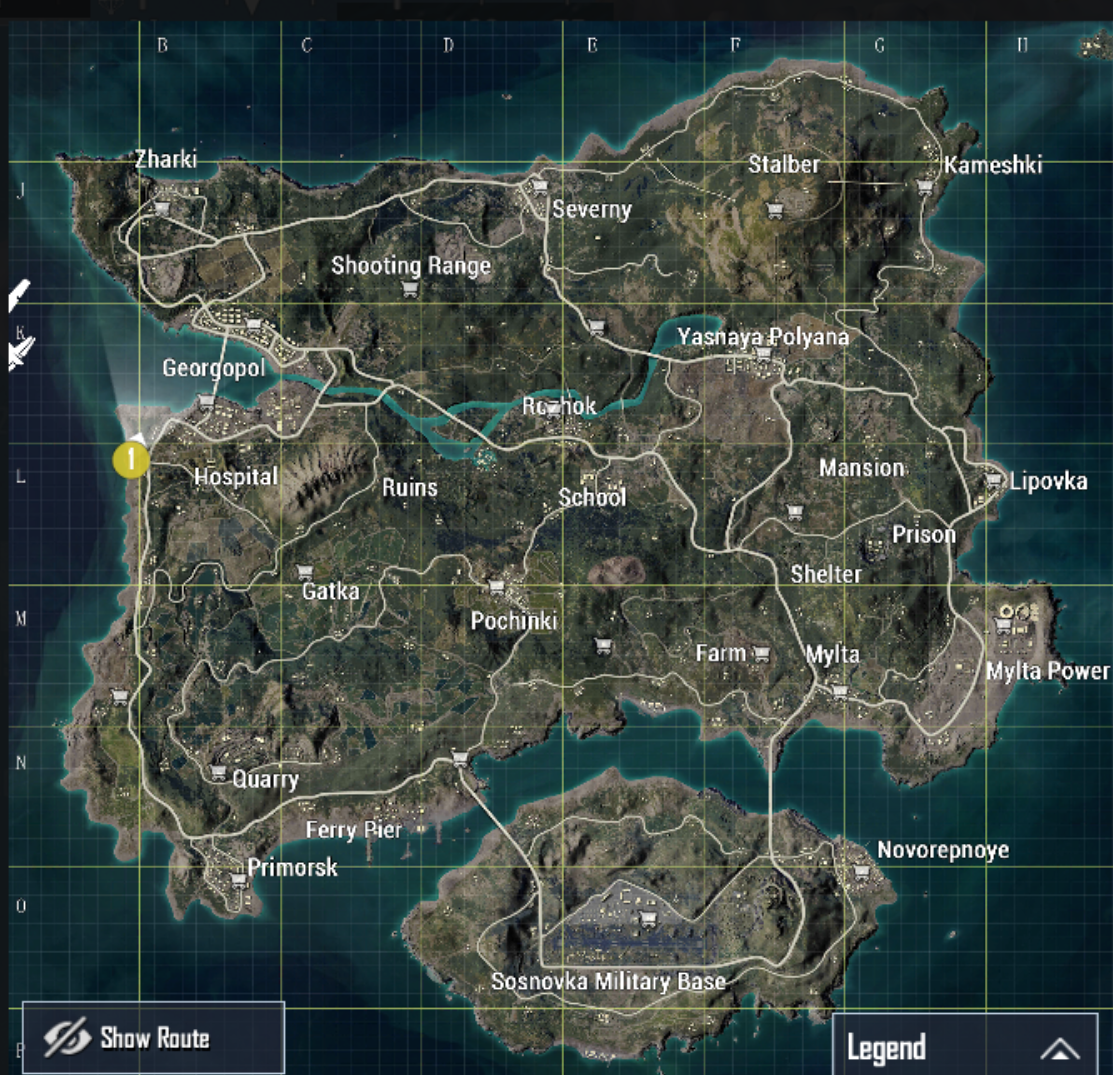 B C D E F G H
Zharki
Stalber
Kameshki
J
Severny
Shooting Range
K
Yasnaya Polyana
Georgopol
Mansion
1
L
Hospital
Ruins
School
Lipovka
Prison
Shelter
Gatka
M
Pochinki
Farm
Mylta
Mylta Power
N
Quarry
Ferry Pier
Novorepnoye
Primorsk
O
Sosnovka Military Base
Show Route
Legend